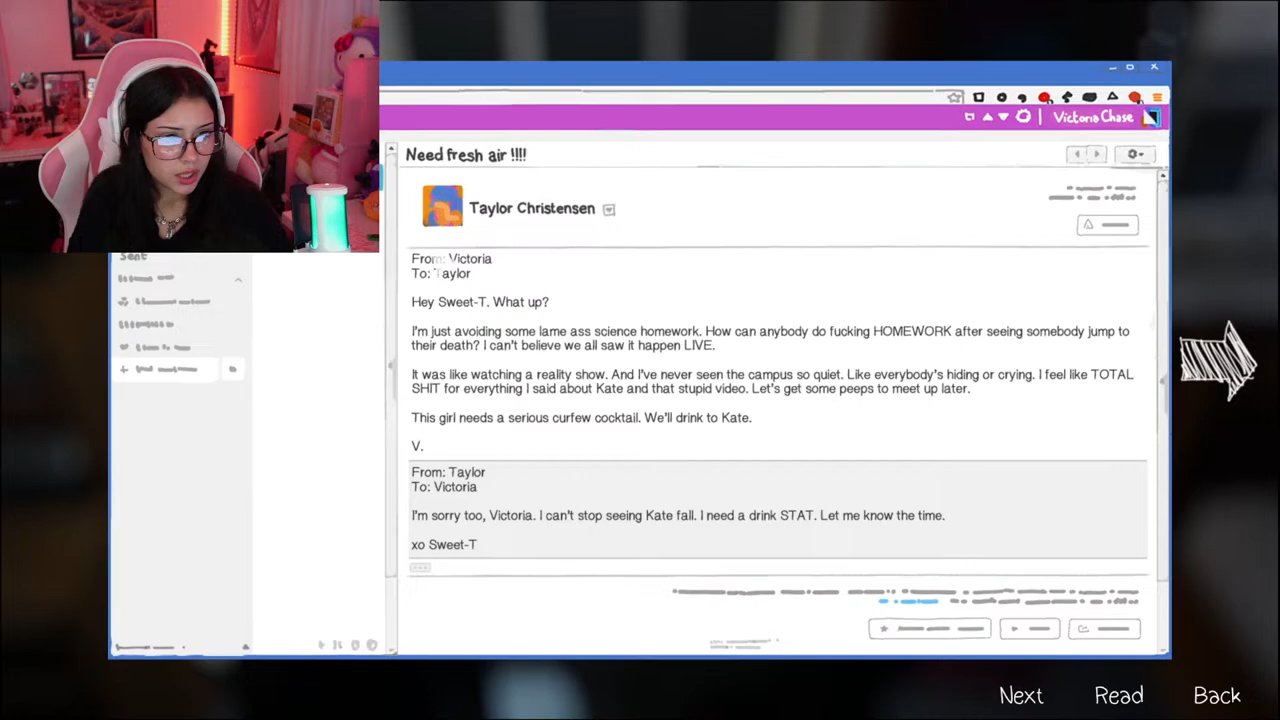 Victoria Chase
Need fresh air !!!!
Taylor Christensen
Sent
From: Victoria
To: Taylor
Hey Sweet-T. What up?
I'm just avoiding some lame ass science homework. How can anybody do fucking HOMEWORK after seeing somebody jump to
their death? I can't believe we all saw it happen LIVE.
It was like watching a reality show. And I've never seen the campus so quiet. Like everybody's hiding or crying. I feel like TOTAL
SHIT for everything I said about Kate and that stupid video. Let's get some peeps to meet up later.
This girl needs a serious curfew cocktail. We'll drink to Kate.
V.
From: Taylor
To: Victoria
I'm sorry too, Victoria. I can't stop seeing Kate fall. I need a drink STAT. Let me know the time.
xo Sweet-T
Next Read Back